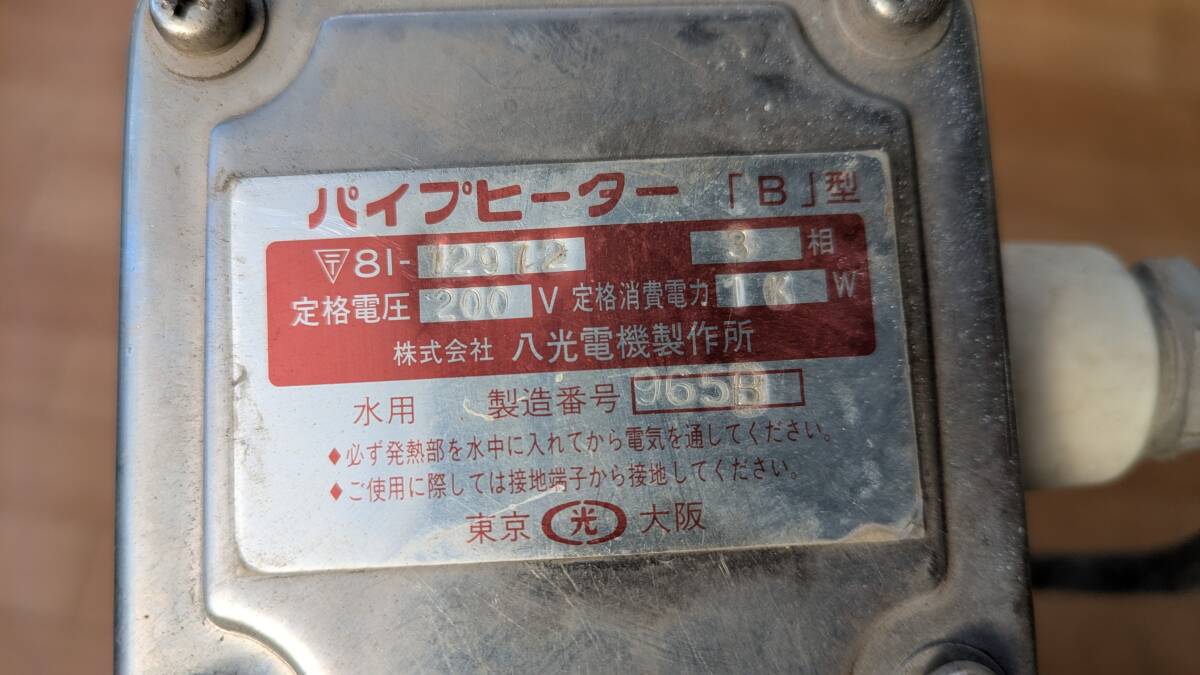 パイプヒーター 「B」型
〒81-72972 3相
定格電圧 200 V 定格消費電力 1K W
株式会社 八光電機製作所
水用 製造番号 965B
♦必ず発熱部を水中に入れてから電気を通してください。
♦ご使用に際しては接地端子から接地してください。
東京 光 大阪